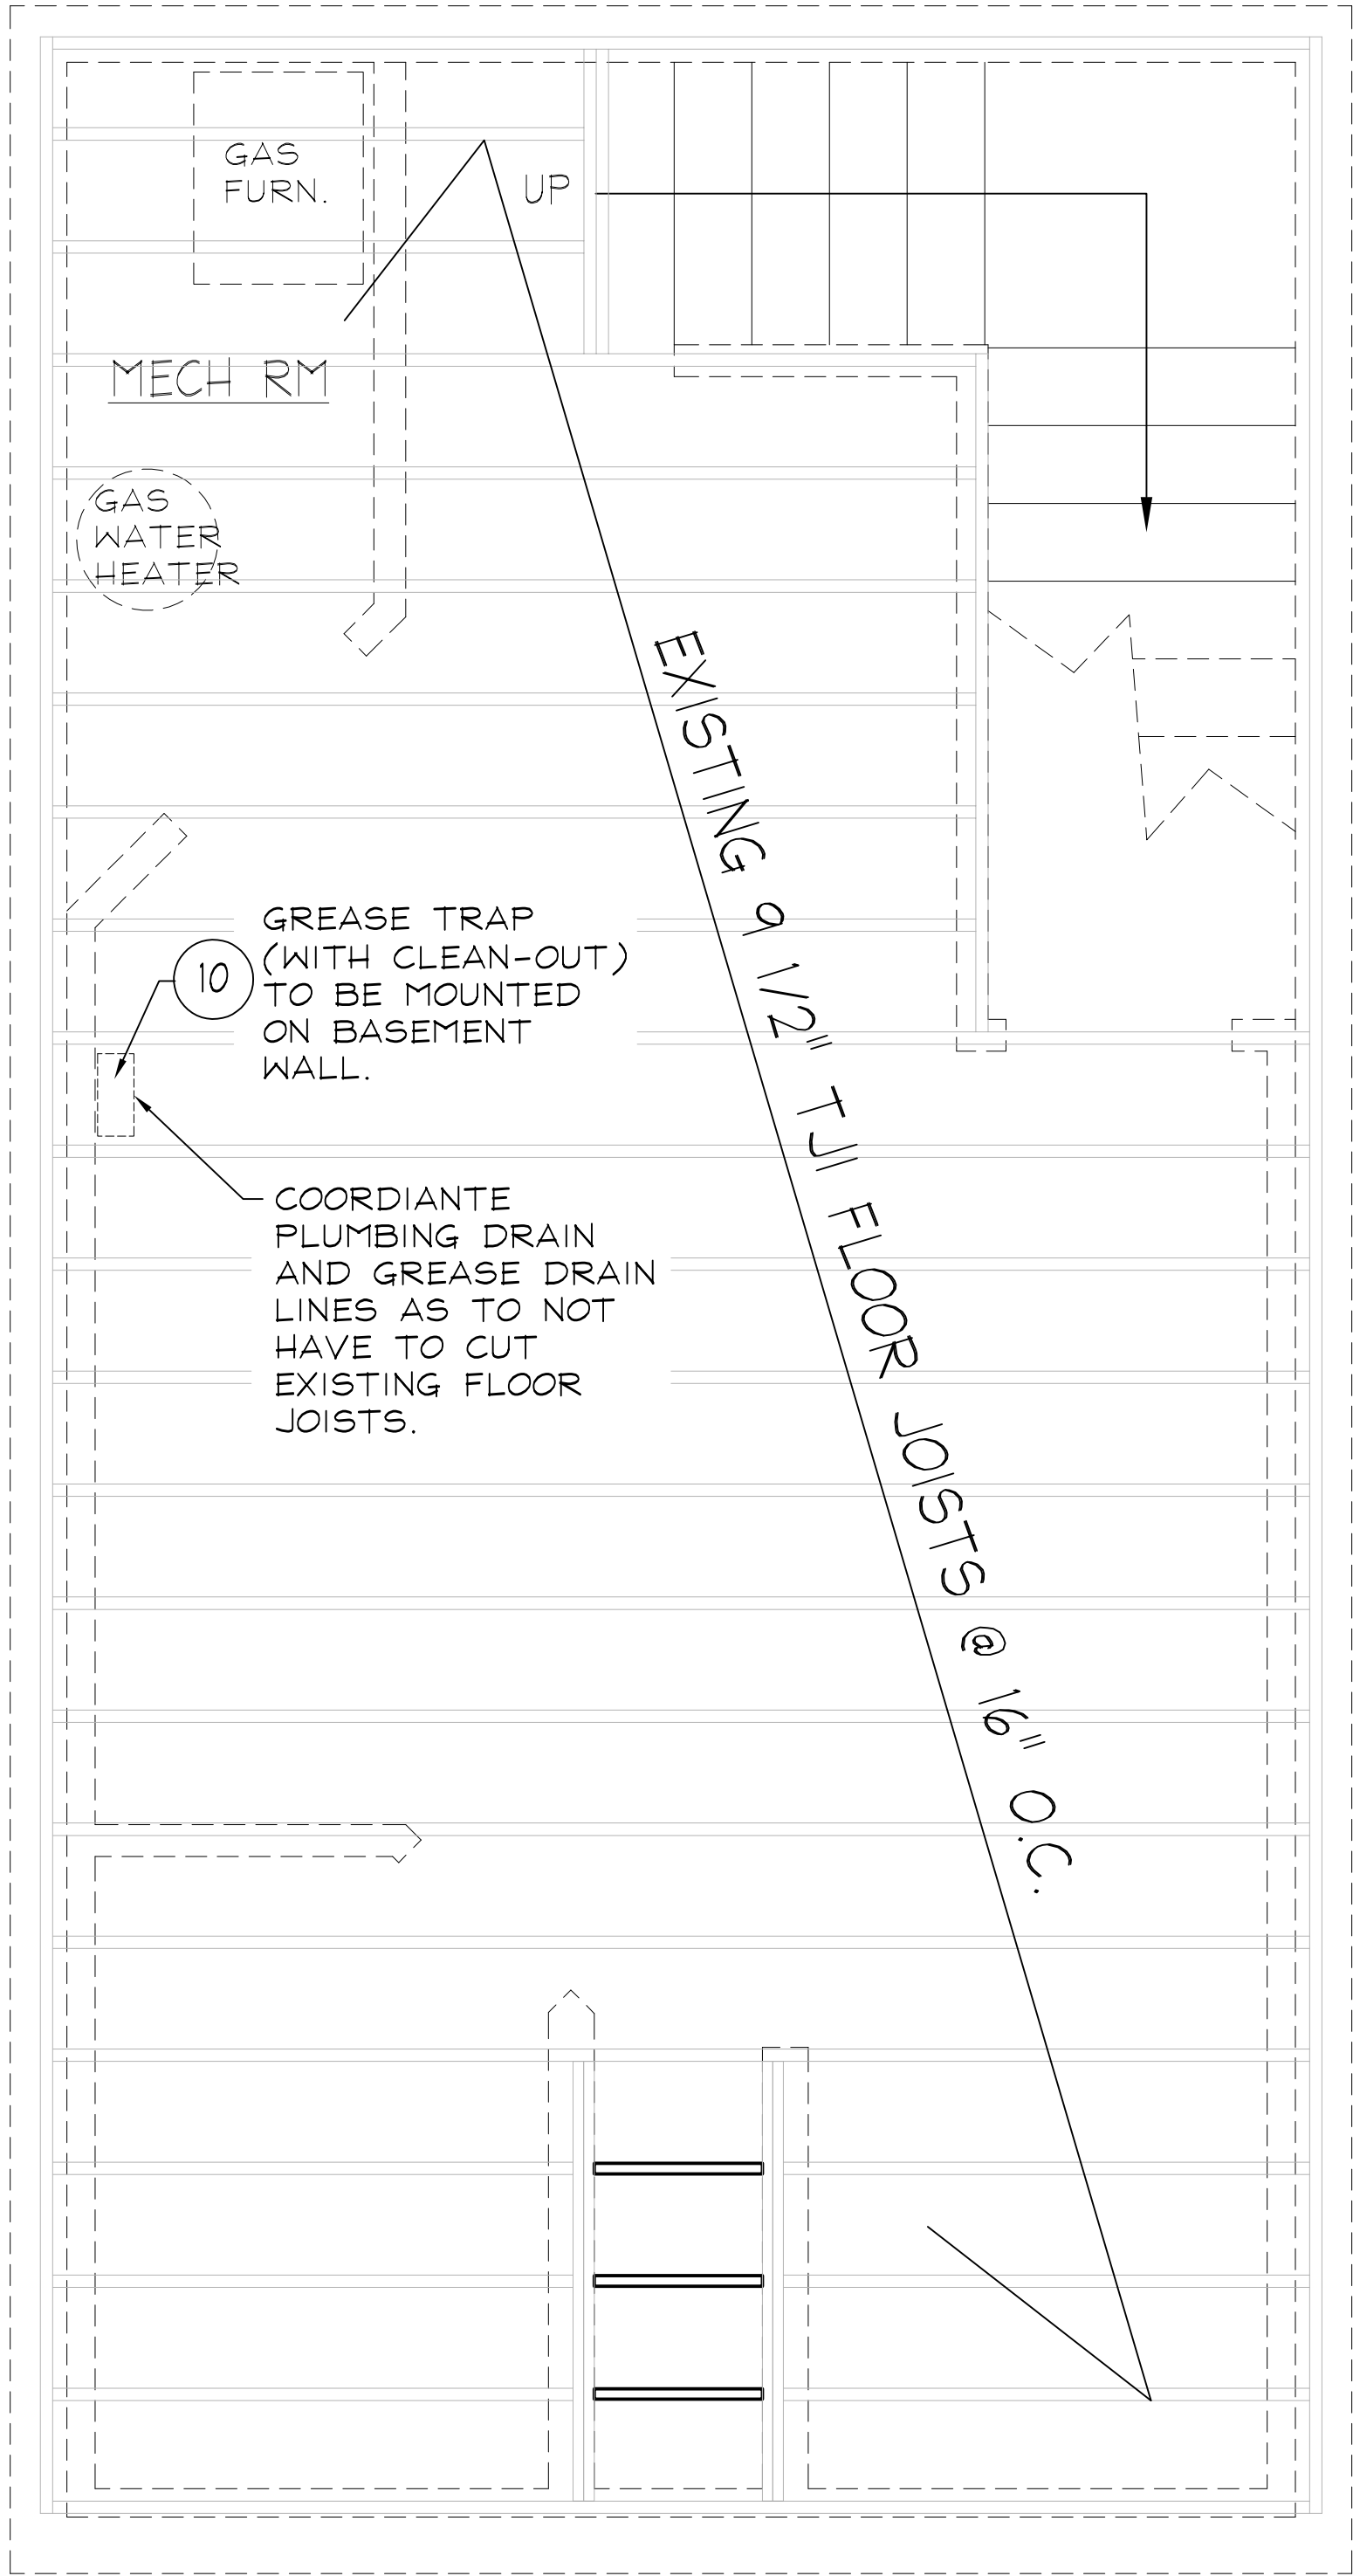 GAS
FURN.
UP
MECH RM
GAS
WATER
HEATER
EXISTING 9 1/2" TJI FLOOR JOISTS @ 16" O.C.
10
GREASE TRAP
(WITH CLEAN-OUT)
TO BE MOUNTED
ON BASEMENT
WALL.
COORDIANTE
PLUMBING DRAIN
AND GREASE DRAIN
LINES AS TO NOT
HAVE TO CUT
EXISTING FLOOR
JOISTS.